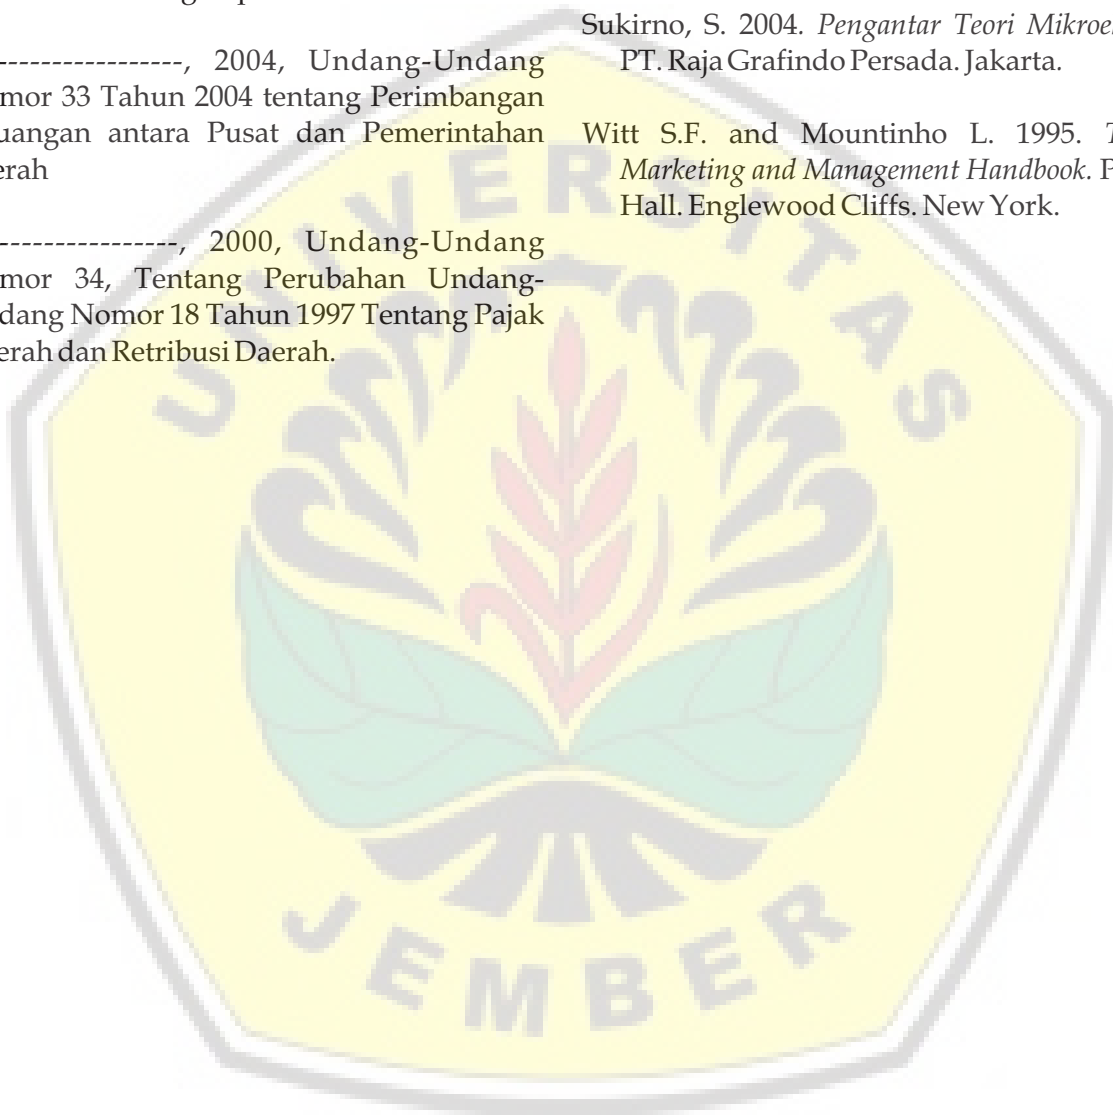 -----------------, 2004, Undang-Undang
mor 33 Tahun 2004 tentang Perimbangan
uangan antara Pusat dan Pemerintahan
erah
-----------------, 2000, Undang-Undang
mor 34, Tentang Perubahan Undang-
dang Nomor 18 Tahun 1997 Tentang Pajak
erah dan Retribusi Daerah.
Sukirno, S. 2004. Pengantar Teori Mikroe
PT. Raja Grafindo Persada. Jakarta.
Witt S.F. and Mountinho L. 1995. T
Marketing and Management Handbook. P
Hall. Englewood Cliffs. New York.
UNIVERSITAS
JEMBER